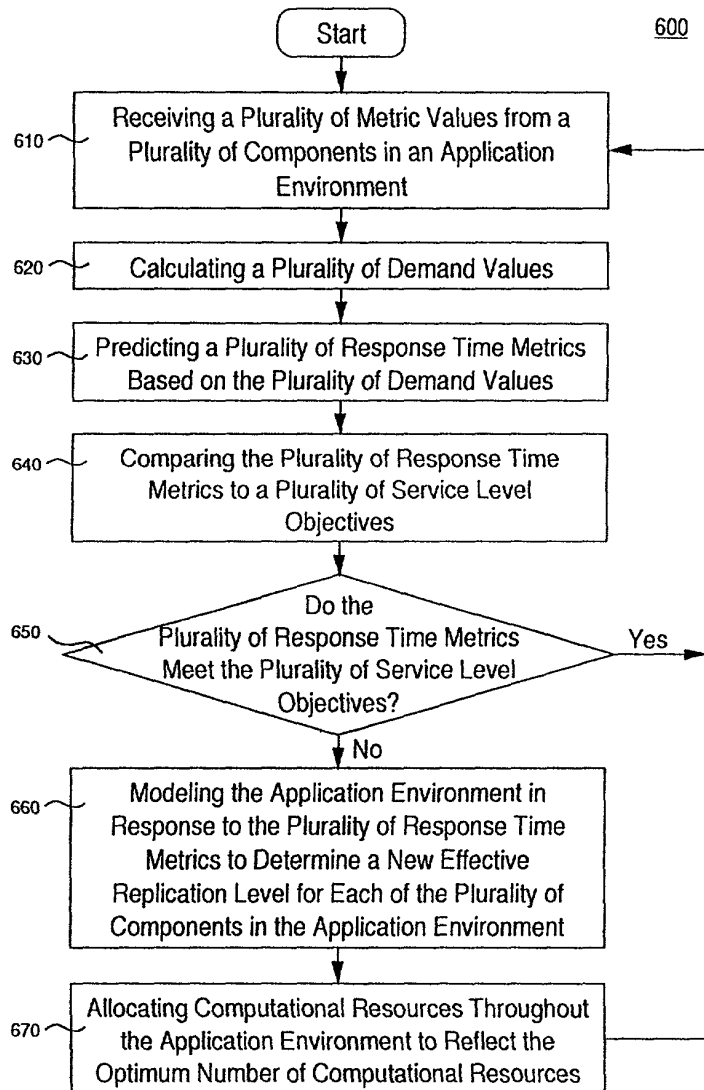 Start
600
610
Receiving a Plurality of Metric Values from a
Plurality of Components in an Application
Environment
620
Calculating a Plurality of Demand Values
630
Predicting a Plurality of Response Time Metrics
Based on the Plurality of Demand Values
640
Comparing the Plurality of Response Time
Metrics to a Plurality of Service Level
Objectives
650
Do the
Plurality of Response Time Metrics
Meet the Plurality of Service Level
Objectives?
Yes
No
660
Modeling the Application Environment in
Response to the Plurality of Response Time
Metrics to Determine a New Effective
Replication Level for Each of the Plurality of
Components in the Application Environment
670
Allocating Computational Resources Throughout
the Application Environment to Reflect the
Optimum Number of Computational Resources